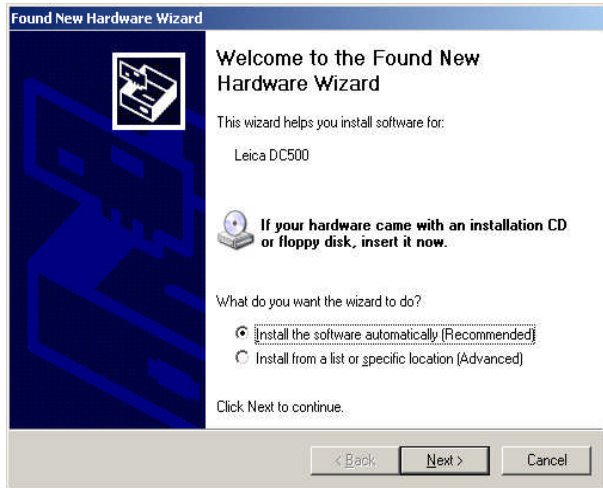 Found New Hardware Wizard
Welcome to the Found New
Hardware Wizard
This wizard helps you install software for:
Leica DC500
If your hardware came with an installation CD
or floppy disk, insert it now.
What do you want the wizard to do?
Install the software automatically (Recommended)
Install from a list or specific location (Advanced)
Click Next to continue.
< Back Next > Cancel